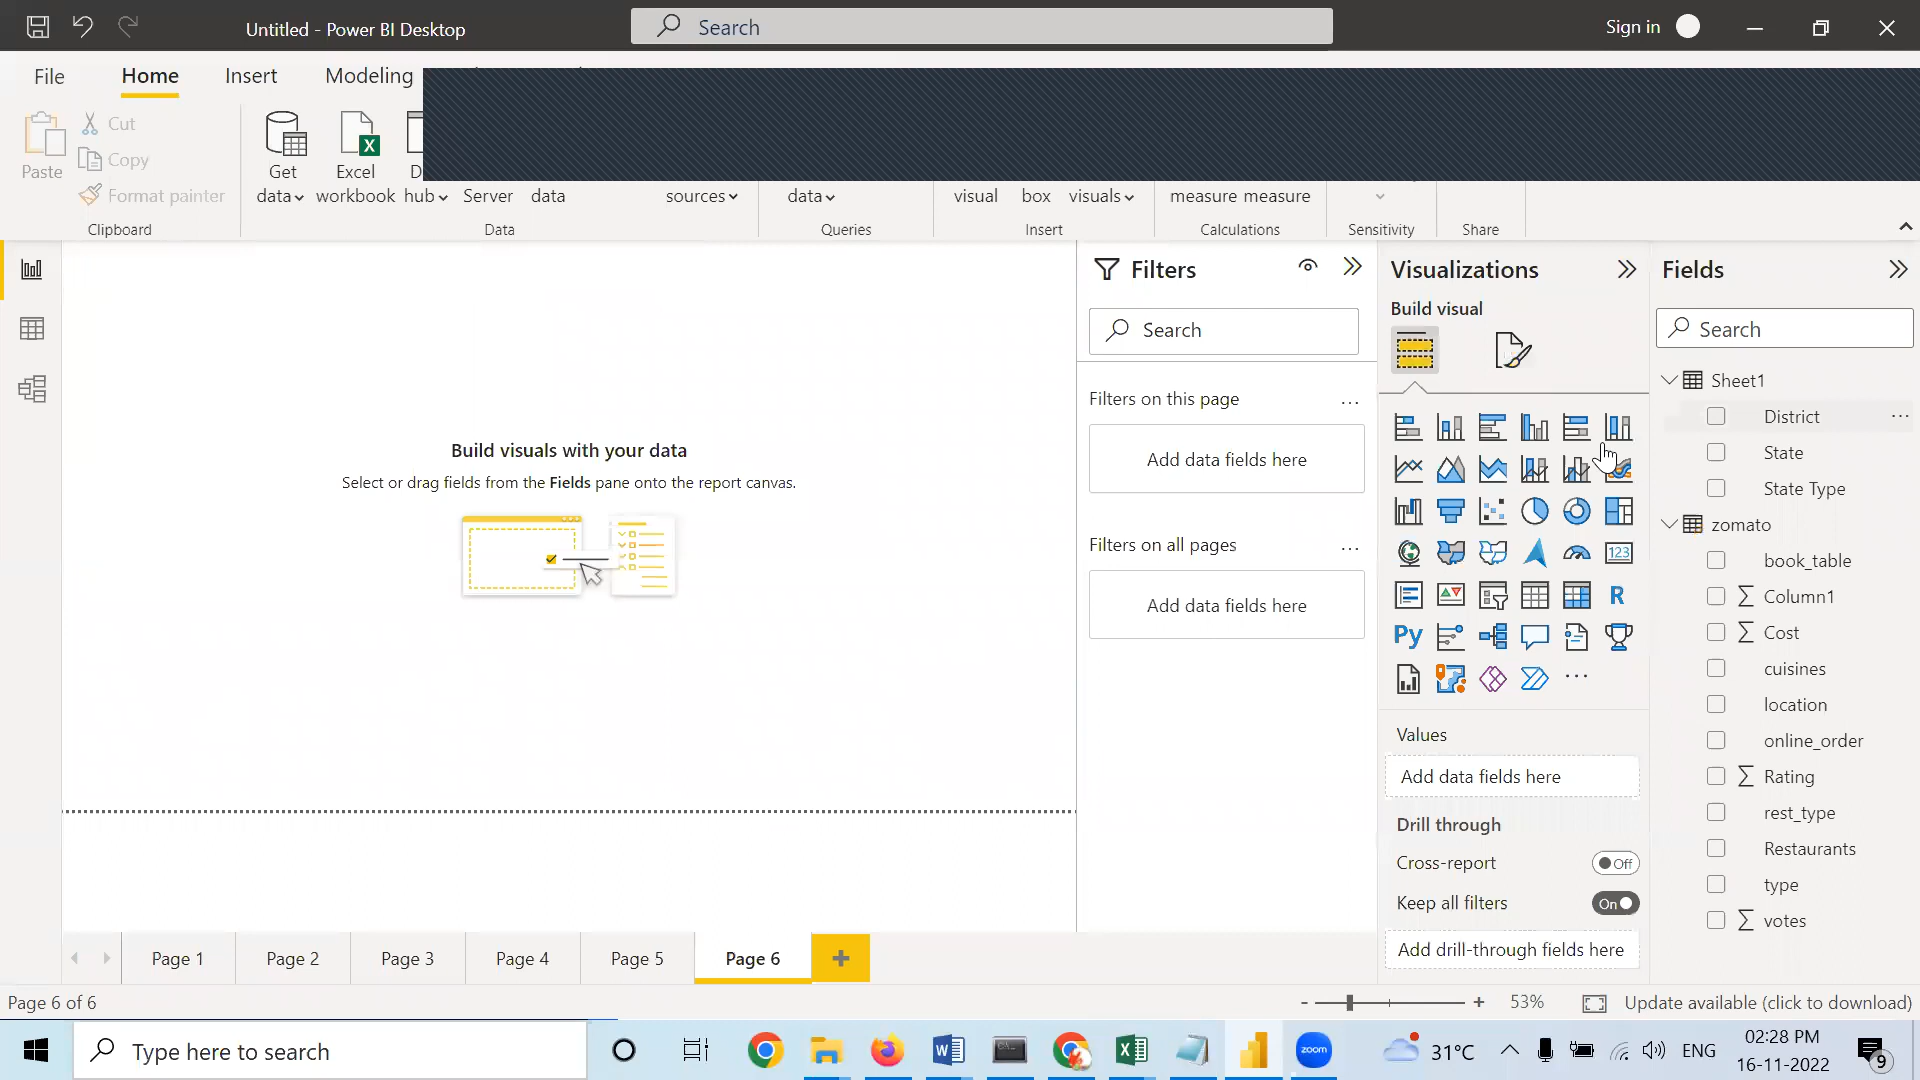 Untitled - Power BI Desktop
Search
Sign in
File
Home
Insert
Modeling
Paste
Cut
Copy
Format painter
Clipboard
Get
data
Excel
workbook
hub
Server
data
sources
Data
data
Queries
visual
box
visuals
Insert
measure measure
Calculations
Sensitivity
Share
Build visuals with your data
Select or drag fields from the Fields pane onto the report canvas.
Filters
Search
Filters on this page
...
Add data fields here
Filters on all pages
...
Add data fields here
Visualizations
Build visual
123
R
Py
...
Values
Add data fields here
Drill through
Cross-report
Off
Keep all filters
On
Add drill-through fields here
Fields
Search
Sheet1
District
...
State
State Type
zomato
book_table
Σ Column1
Σ Cost
cuisines
location
online_order
Σ Rating
rest_type
Restaurants
type
Σ votes
Page 1
Page 2
Page 3
Page 4
Page 5
Page 6
+
Page 6 of 6
- + 53%
Update available (click to download)
Type here to search
zoom
31°C
ENG
02:28 PM
16-11-2022
9